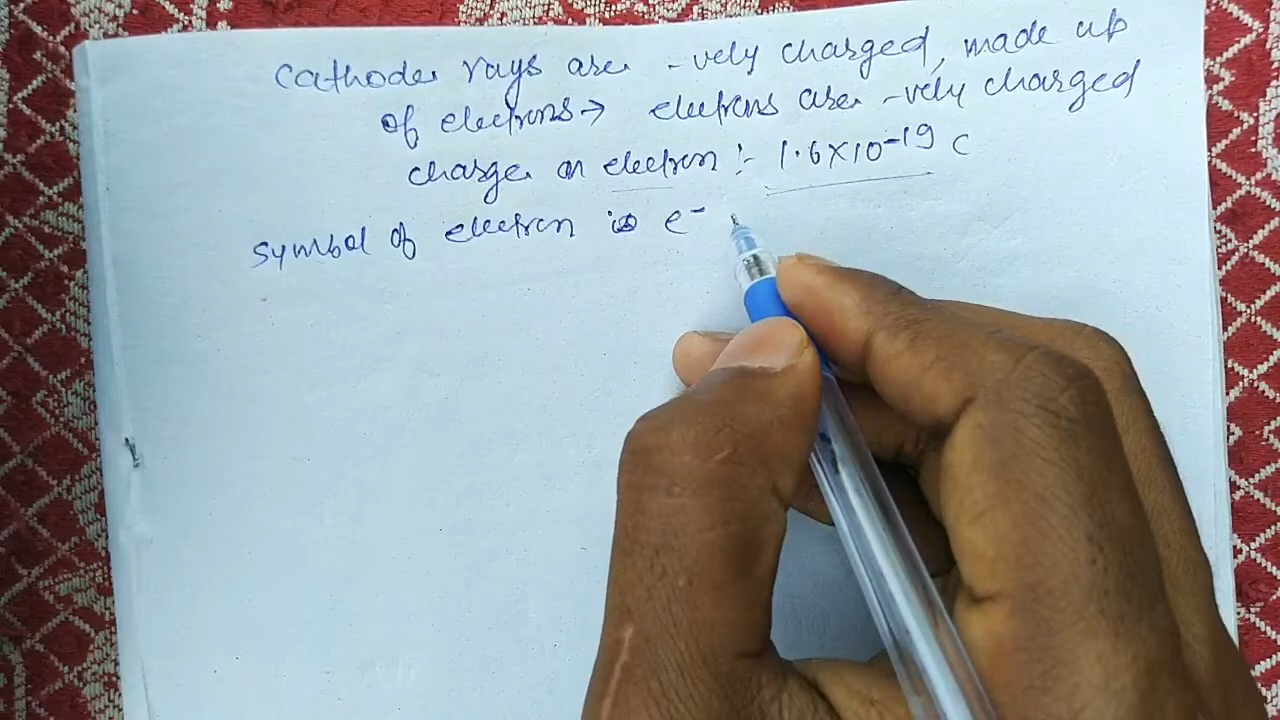 Cathode rays are -vely charged, made up
of electrons → electrons are -vely charged
charge on electron :- 1.6×10-19 C
symbol of electron is e-